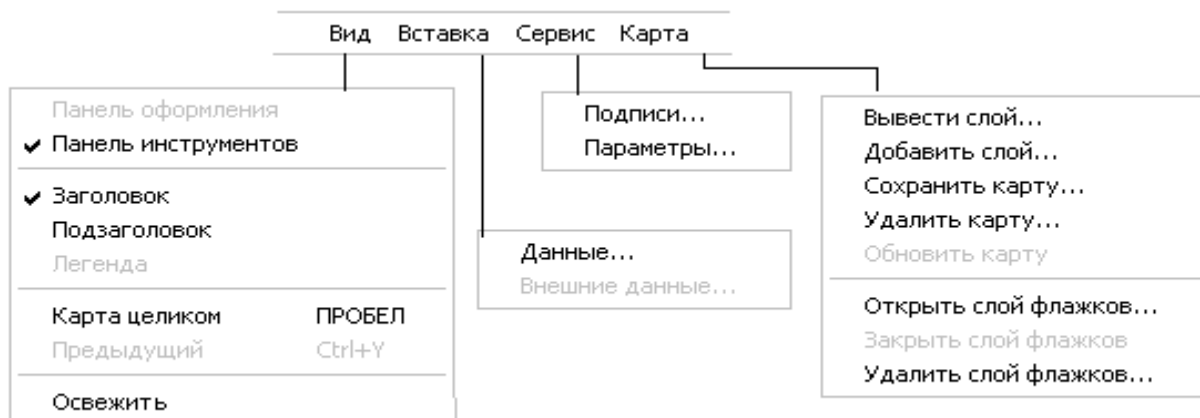 Вид Вставка Сервис Карта
Панель оформления
Панель инструментов
Заголовок
Подзаголовок
Легенда
Карта целиком ПРОБЕЛ
Предыдущий Ctrl+Y
Освежить
Данные...
Внешние данные...
Подписи...
Параметры...
Вывести слой...
Добавить слой...
Сохранить карту...
Удалить карту...
Обновить карту
Открыть слой флажков...
Закрыть слой флажков
Удалить слой флажков...